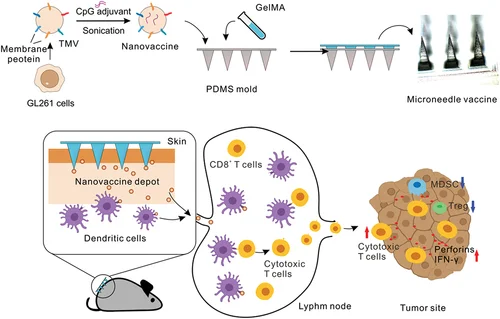 CpG adjuvant
Sonication
GelMA
Membrane
peotein
TMV
Nanovaccine
GL261 cells
PDMS mold
Microneedle vaccine
Skin
Nanovaccine depot
Dendritic cells
CD8+ T cells
Cytotoxic
T cells
Lyphm node
MDSC
Treg
Cytotoxic
T cells
Perforins
IFN-γ
Tumor site